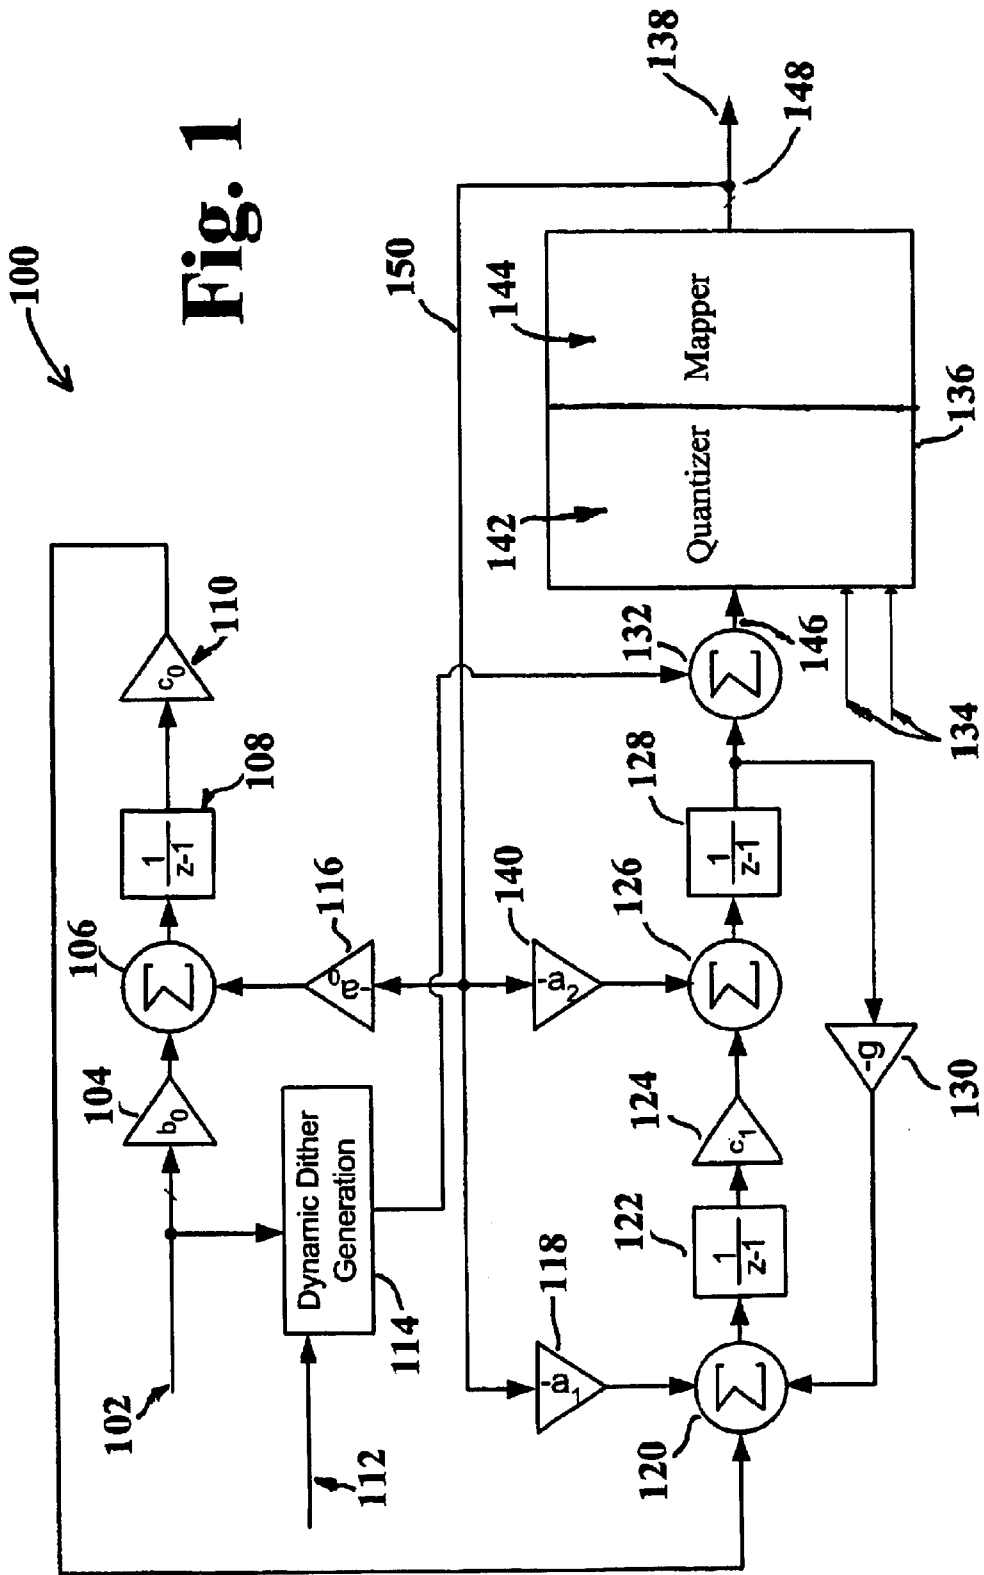 100
Fig. 1
102
104
b0
106
Σ
108
1
z-1
110
c0
112
Dynamic Dither
Generation
114
116
-a0
150
118
-a1
140
-a2
120
Σ
122
1
z-1
124
c1
126
Σ
128
1
z-1
132
Σ
146
142
Quantizer
144
Mapper
138
148
136
134
-g
130